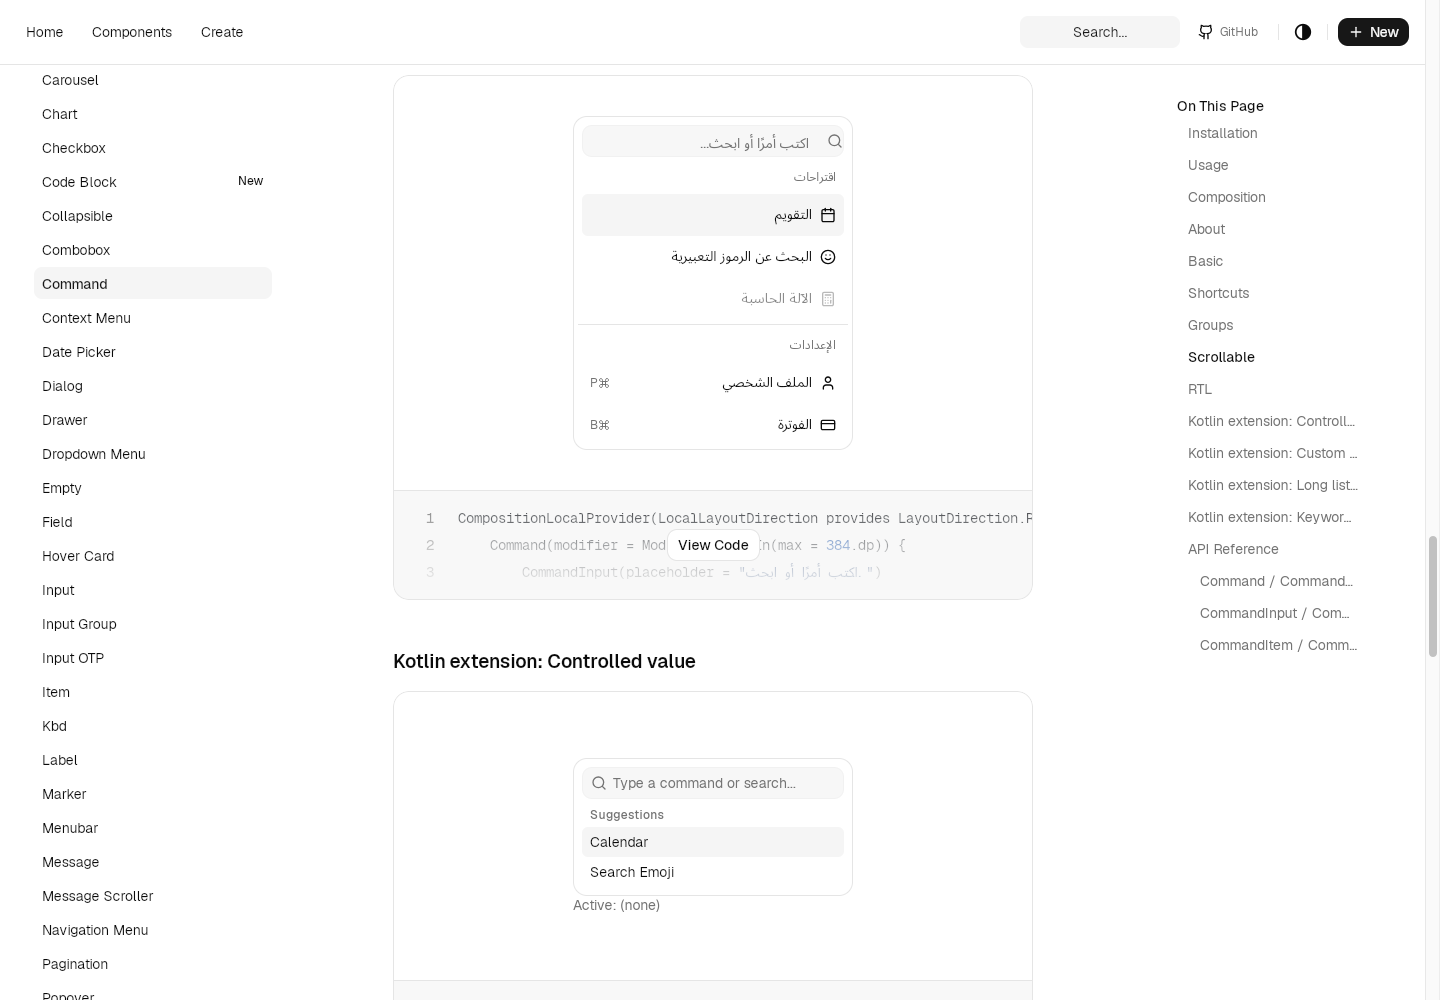 Home
Components
Create
Search...
GitHub
New
Carousel
Chart
Checkbox
Code Block
New
Collapsible
Combobox
Command
Context Menu
Date Picker
Dialog
Drawer
Dropdown Menu
Empty
Field
Hover Card
Input
Input Group
Input OTP
Item
Kbd
Label
Marker
Menubar
Message
Message Scroller
Navigation Menu
Pagination
Popover
اكتب أمرًا أو ابحث...
اقتراحات
التقويم
البحث عن الرموز التعبيرية
الآلة الحاسبة
الإعدادات
الملف الشخصي
P⌘
الفوترة
B⌘
1 CompositionLocalProvider(LocalLayoutDirection provides LayoutDirection.R
2 Command(modifier = Mod In(max = 384.dp)) {
View Code
3 CommandInput(placeholder = "اكتب أمرًا أو ابحث.")
Kotlin extension: Controlled value
Type a command or search...
Suggestions
Calendar
Search Emoji
Active: (none)
On This Page
Installation
Usage
Composition
About
Basic
Shortcuts
Groups
Scrollable
RTL
Kotlin extension: Controll...
Kotlin extension: Custom ...
Kotlin extension: Long list...
Kotlin extension: Keywor...
API Reference
Command / Command...
CommandInput / Com...
CommandItem / Comm...